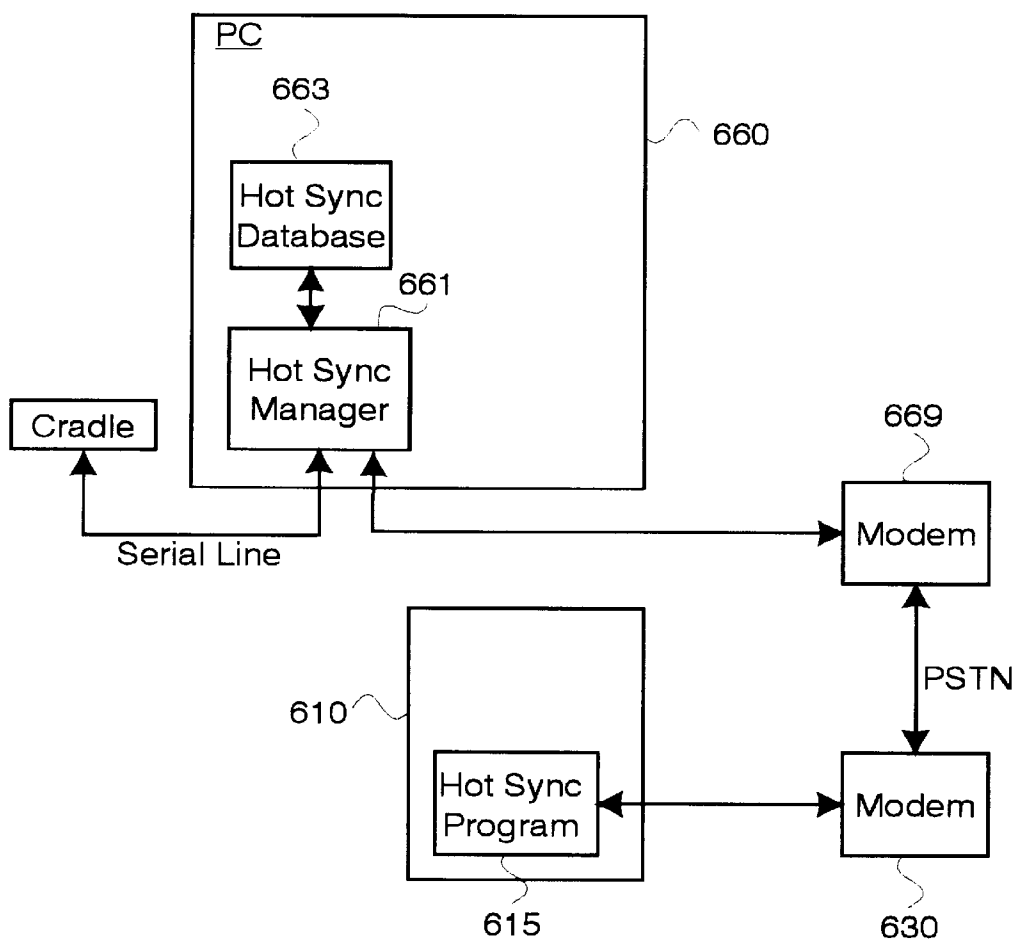 PC
663
660
Hot Sync
Database
661
Hot Sync
Manager
Cradle
669
Serial Line
Modem
PSTN
610
Hot Sync
Program
Modem
615
630